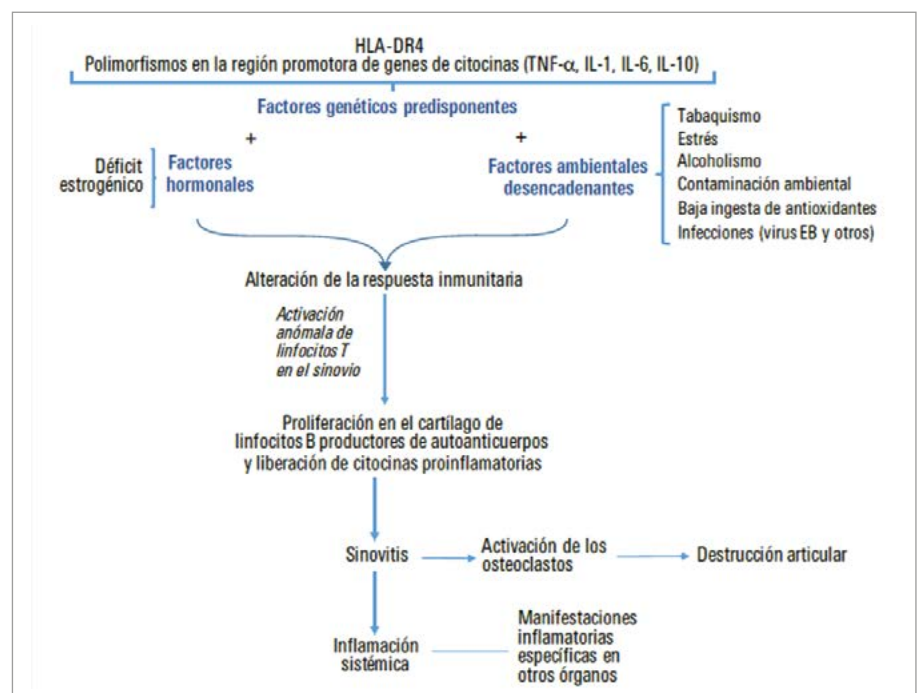 HLA-DR4
Polimorfismos en la región promotora de genes de citocinas (TNF-α, IL-1, IL-6, IL-10)
Factores genéticos predisponentes
+
+
Déficit
estrogénico
Factores
hormonales
Factores ambientales
desencadenantes
Tabaquismo
Estrés
Alcoholismo
Contaminación ambiental
Baja ingesta de antioxidantes
Infecciones (virus EB y otros)
Alteración de la respuesta inmunitaria
Activación
anómala de
linfocitos T
en el sinovio
Proliferación en el cartílago de
linfocitos B productores de autoanticuerpos
y liberación de citocinas proinflamatorias
Sinovitis
Activación de los
osteoclastos
Destrucción articular
Inflamación
sistémica
Manifestaciones
inflamatorias
específicas en
otros órganos